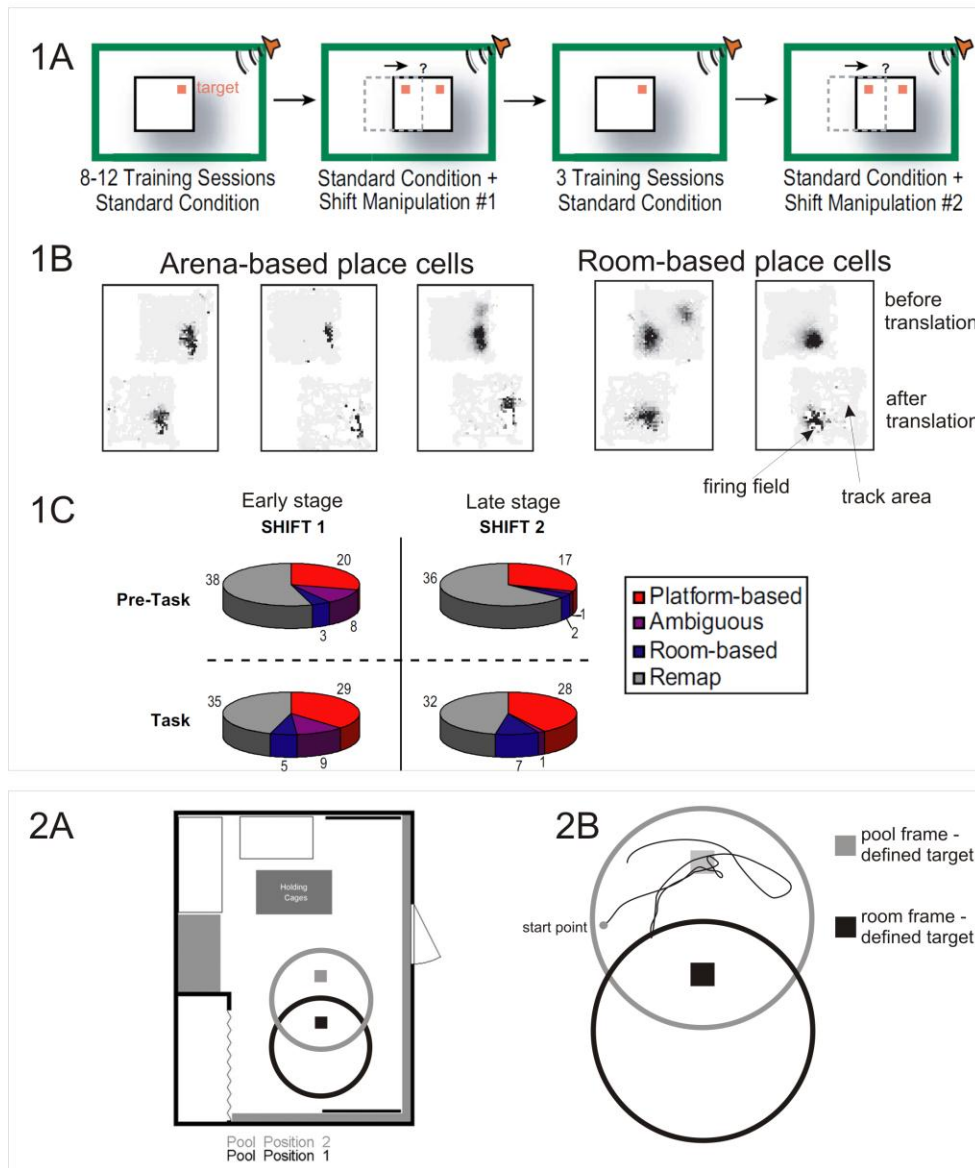 1A
target
?
?
8-12 Training Sessions
Standard Condition
Standard Condition +
Shift Manipulation #1
3 Training Sessions
Standard Condition
Standard Condition +
Shift Manipulation #2
1B
Arena-based place cells
Room-based place cells
before
translation
after
translation
firing field
track area
1C
Early stage
SHIFT 1
Late stage
SHIFT 2
Pre-Task
38
20
8
3
36
17
1
2
Platform-based
Ambiguous
Room-based
Remap
Task
35
29
9
5
32
28
1
7
2A
Holding
Cages
Pool Position 2
Pool Position 1
2B
start point
pool frame -
defined target
room frame -
defined target